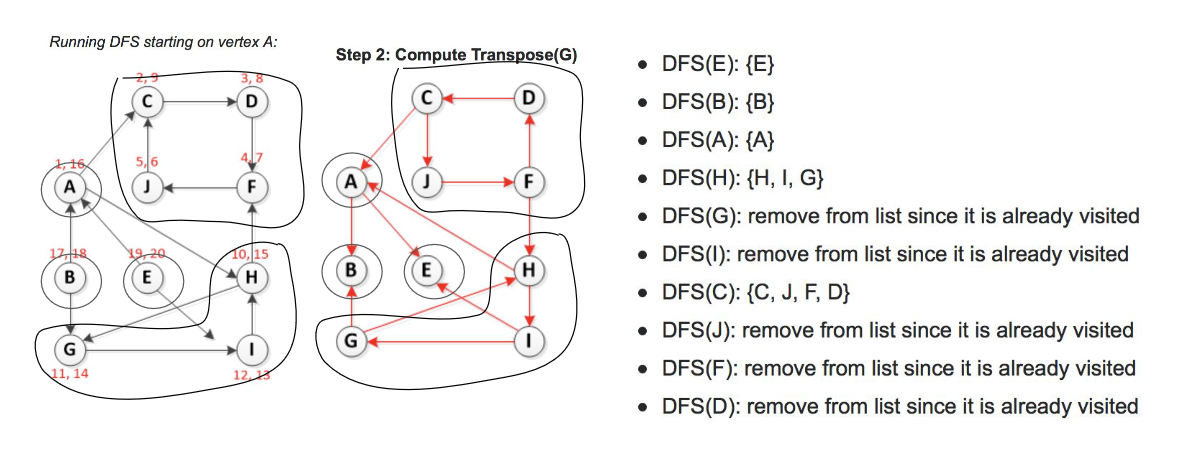 Running DFS starting on vertex A:
2, 9
3, 8
C
D
1, 16
5, 6
4, 7
A
J
F
17, 18
19, 20
10, 15
B
E
H
G
I
11, 14
12, 13
Step 2: Compute Transpose(G)
C
D
A
J
F
B
E
H
G
I
• DFS(E): {E}
• DFS(B): {B}
• DFS(A): {A}
• DFS(H): {H, I, G}
• DFS(G): remove from list since it is already visited
• DFS(I): remove from list since it is already visited
• DFS(C): {C, J, F, D}
• DFS(J): remove from list since it is already visited
• DFS(F): remove from list since it is already visited
• DFS(D): remove from list since it is already visited